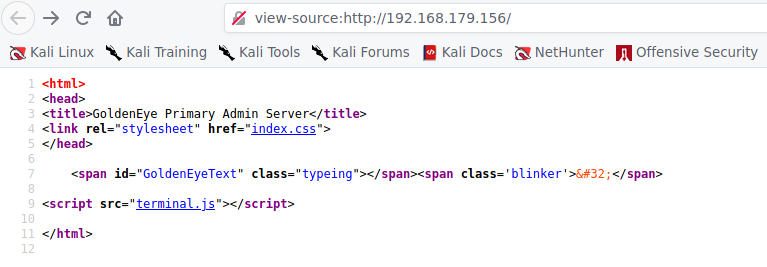 view-source:http://192.168.179.156/
Kali Linux Kali Training Kali Tools Kali Forums Kali Docs NetHunter Offensive Security
1 <html>
2 <head>
3 <title>GoldenEye Primary Admin Server</title>
4 <link rel="stylesheet" href="index.css">
5 </head>
6
7 <span id="GoldenEyeText" class="typeing"></span><span class='blinker'>&#32;</span>
8
9 <script src="terminal.js"></script>
10
11 </html>
12